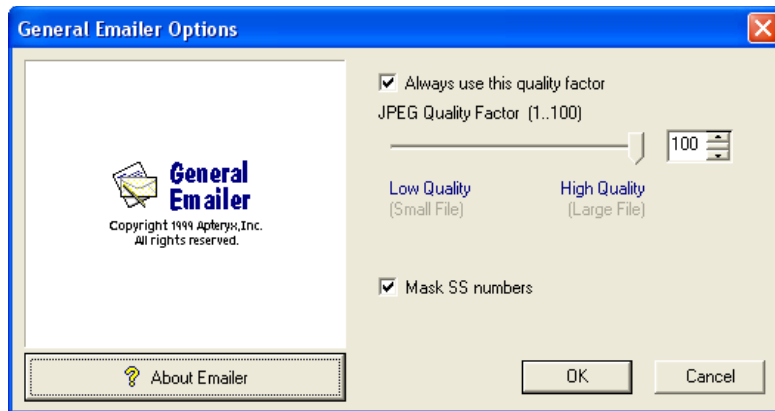 General Emailer Options
General
Emailer
Copyright 1999 Apteryx,Inc.
All rights reserved.
About Emailer
Always use this quality factor
JPEG Quality Factor (1..100)
100
Low Quality
High Quality
(Small File)
(Large File)
Mask SS numbers
OK
Cancel